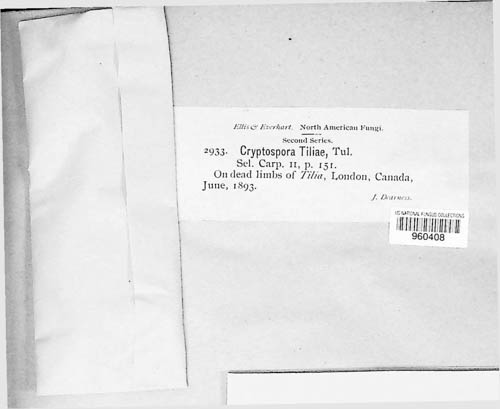 Ellis & Everhart. North American Fungi.
Second Series.
2933. Cryptospora Tiliae, Tul.
Sel. Carp. II, p. 151.
On dead limbs of Tilia, London, Canada,
June, 1893.
J. Dearness.
US NATIONAL FUNGUS COLLECTIONS
960408